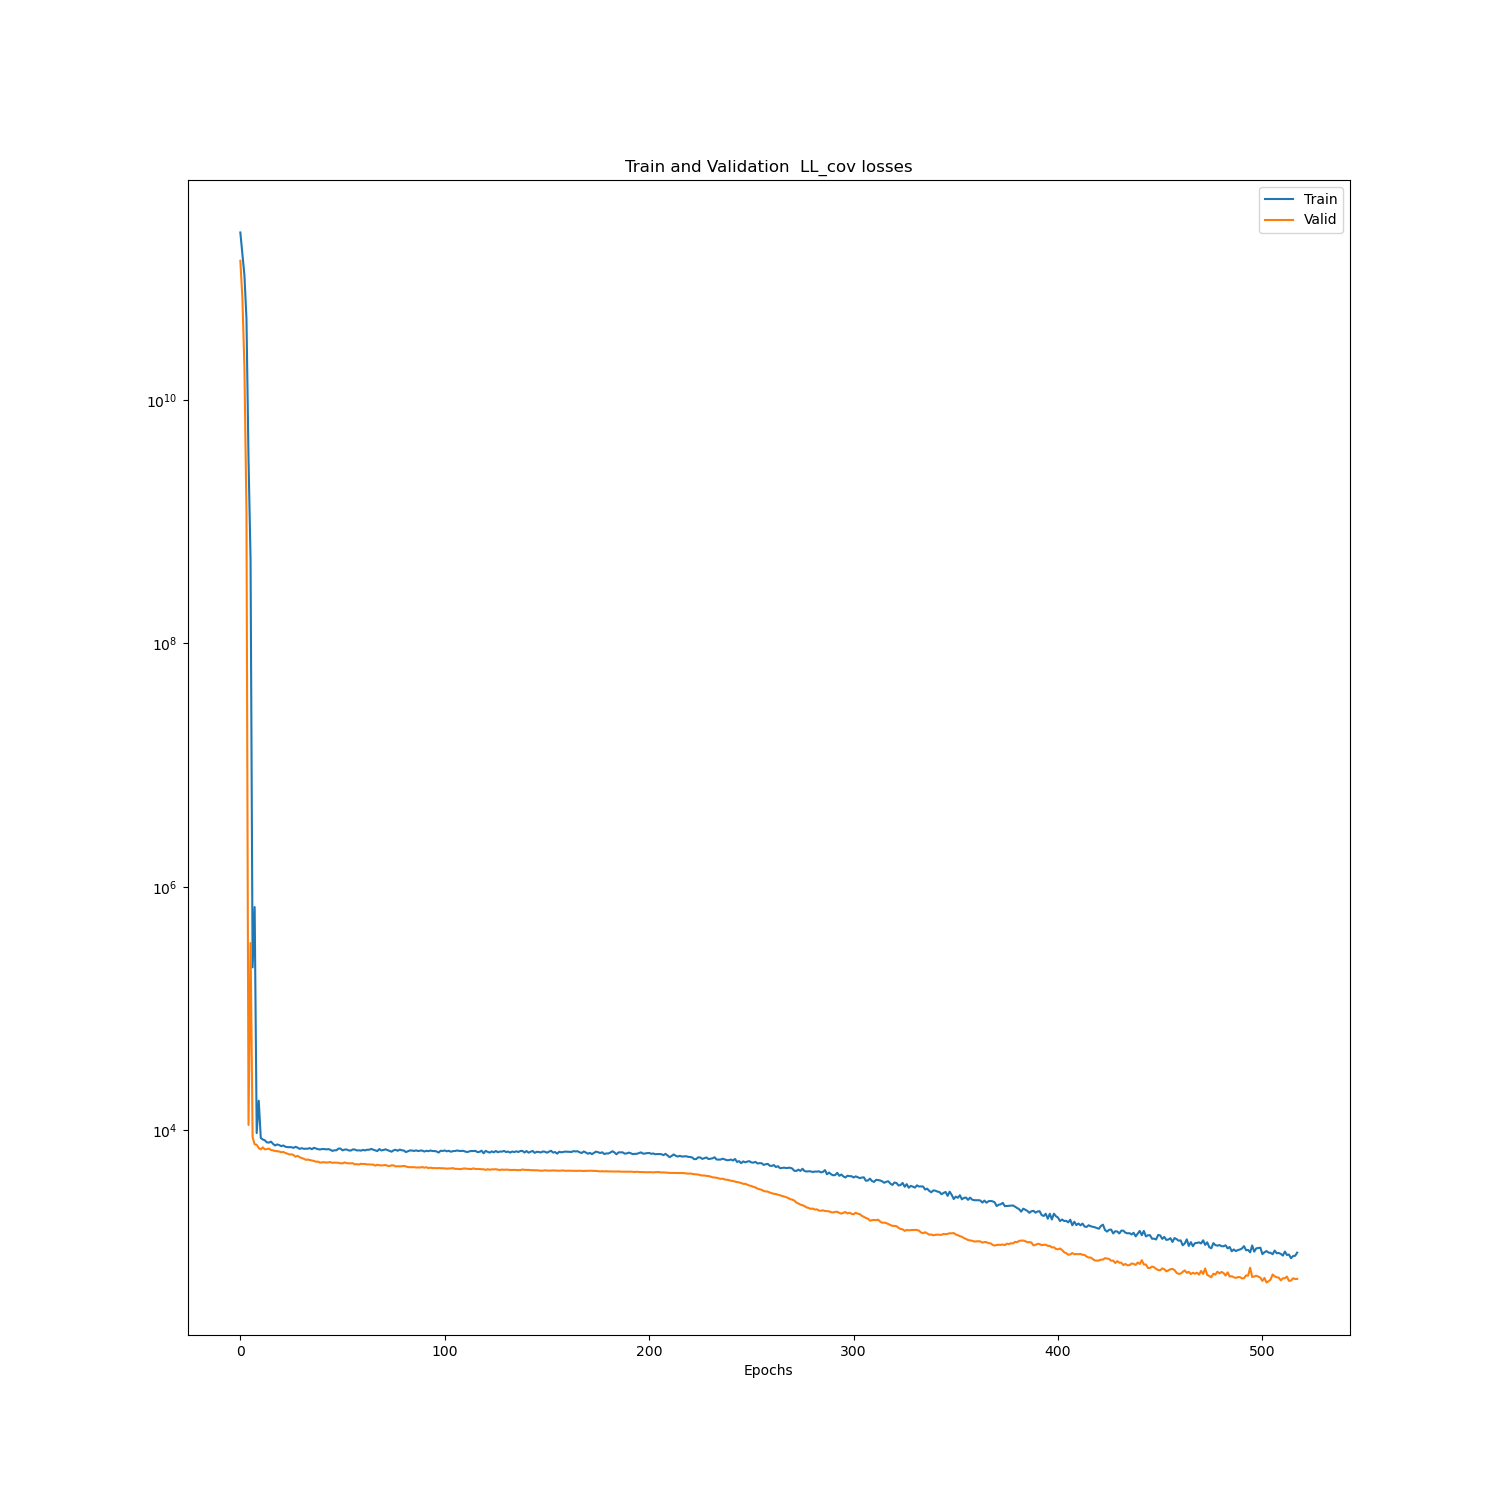 Train and Validation  LL_cov losses
Train
Valid
10^10
10^8
10^6
10^4
0 100 200 300 400 500
Epochs